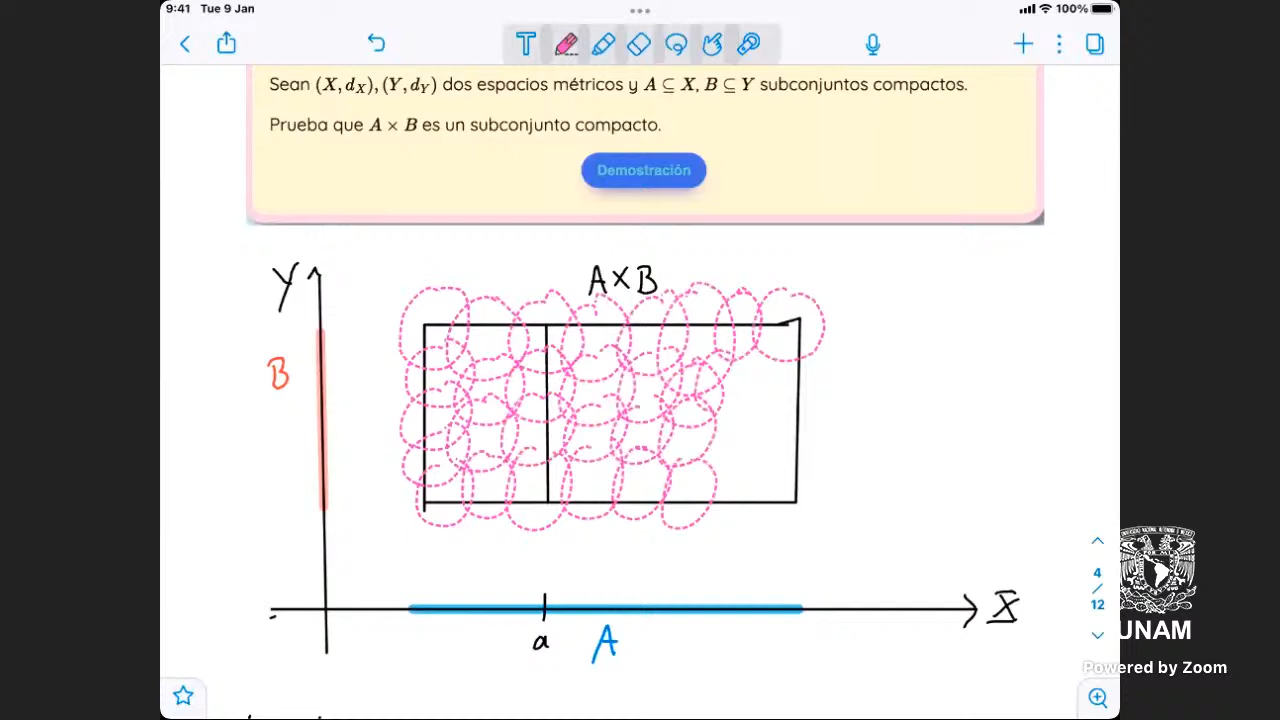 9:41 Tue 9 Jan
100%
Sean (X, d_X), (Y, d_Y) dos espacios métricos y A ⊆ X, B ⊆ Y subconjuntos compactos.
Prueba que A × B es un subconjunto compacto.
Demostración
Y
A×B
B
X
a
A
4
/
12
UNAM
Powered by Zoom